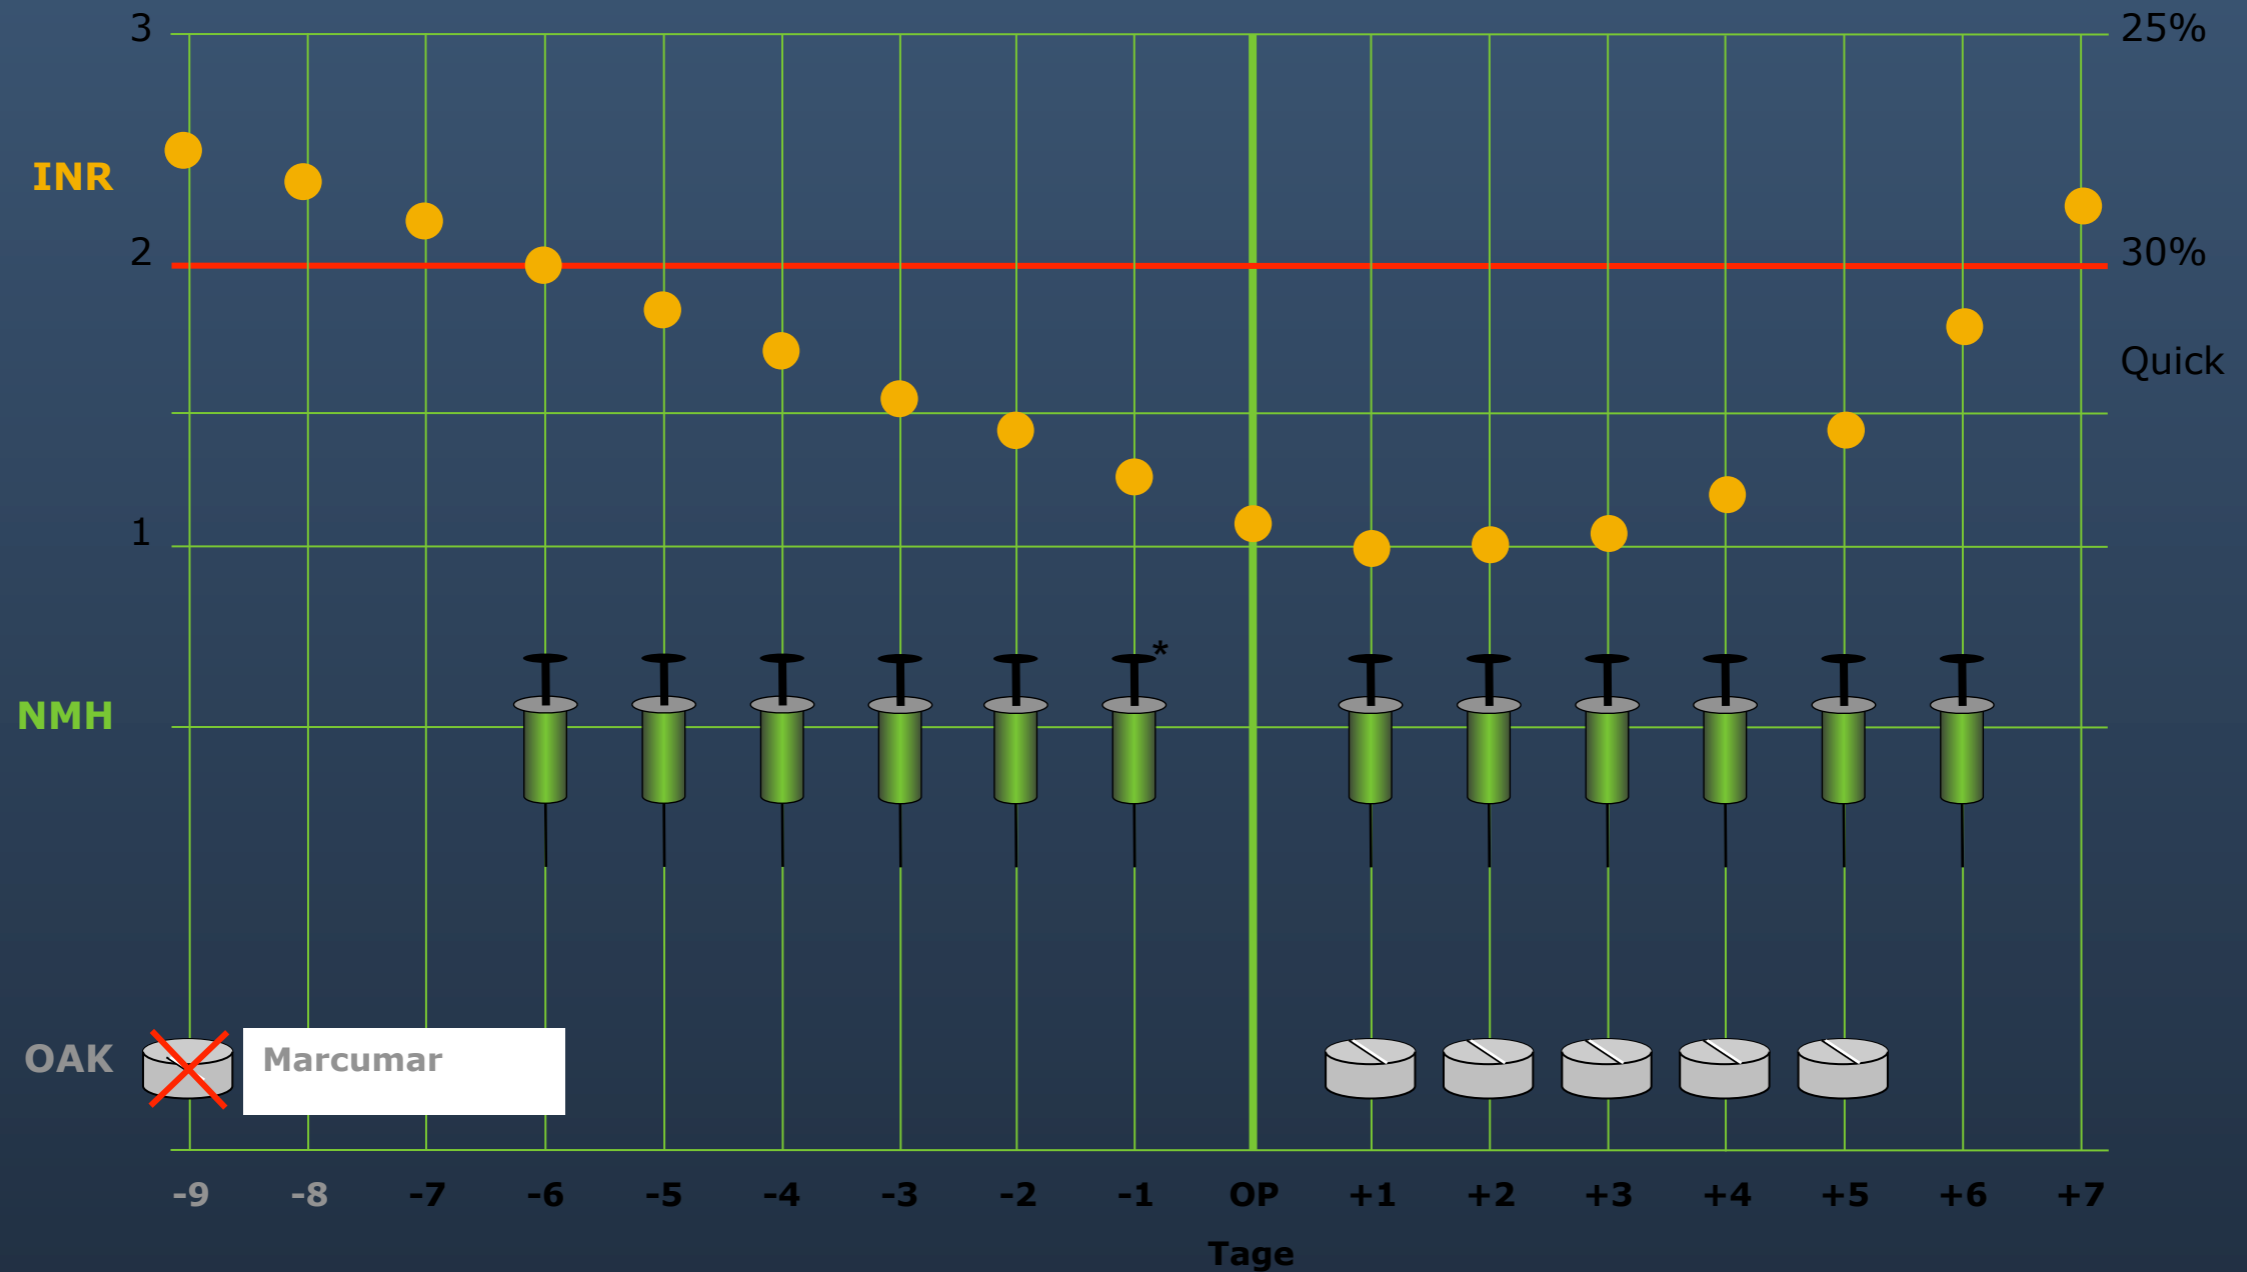 3
25%
INR
2
30%
Quick
1
*
NMH
OAK
Marcumar
-9 -8 -7 -6 -5 -4 -3 -2 -1 OP +1 +2 +3 +4 +5 +6 +7
Tage